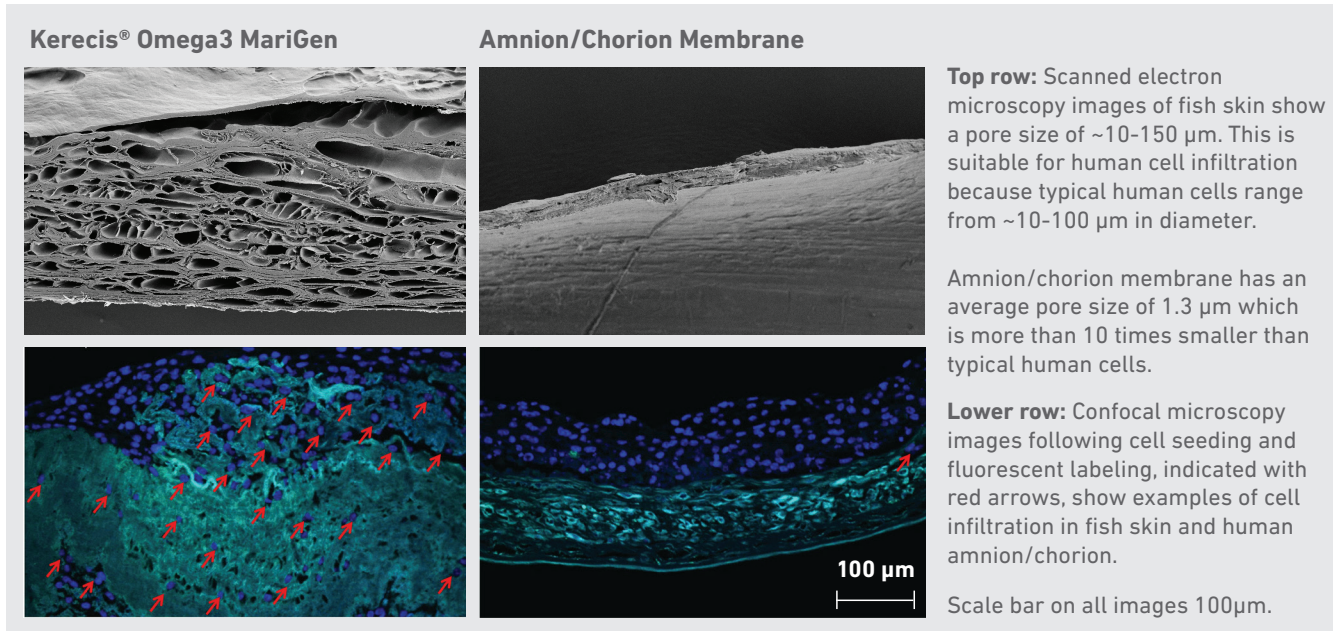 Kerecis® Omega3 MariGen
Amnion/Chorion Membrane
Top row: Scanned electron
microscopy images of fish skin show
a pore size of ~10-150 µm. This is
suitable for human cell infiltration
because typical human cells range
from ~10-100 µm in diameter.
Amnion/chorion membrane has an
average pore size of 1.3 µm which
is more than 10 times smaller than
typical human cells.
Lower row: Confocal microscopy
images following cell seeding and
fluorescent labeling, indicated with
red arrows, show examples of cell
infiltration in fish skin and human
amnion/chorion.
Scale bar on all images 100µm.
100 µm